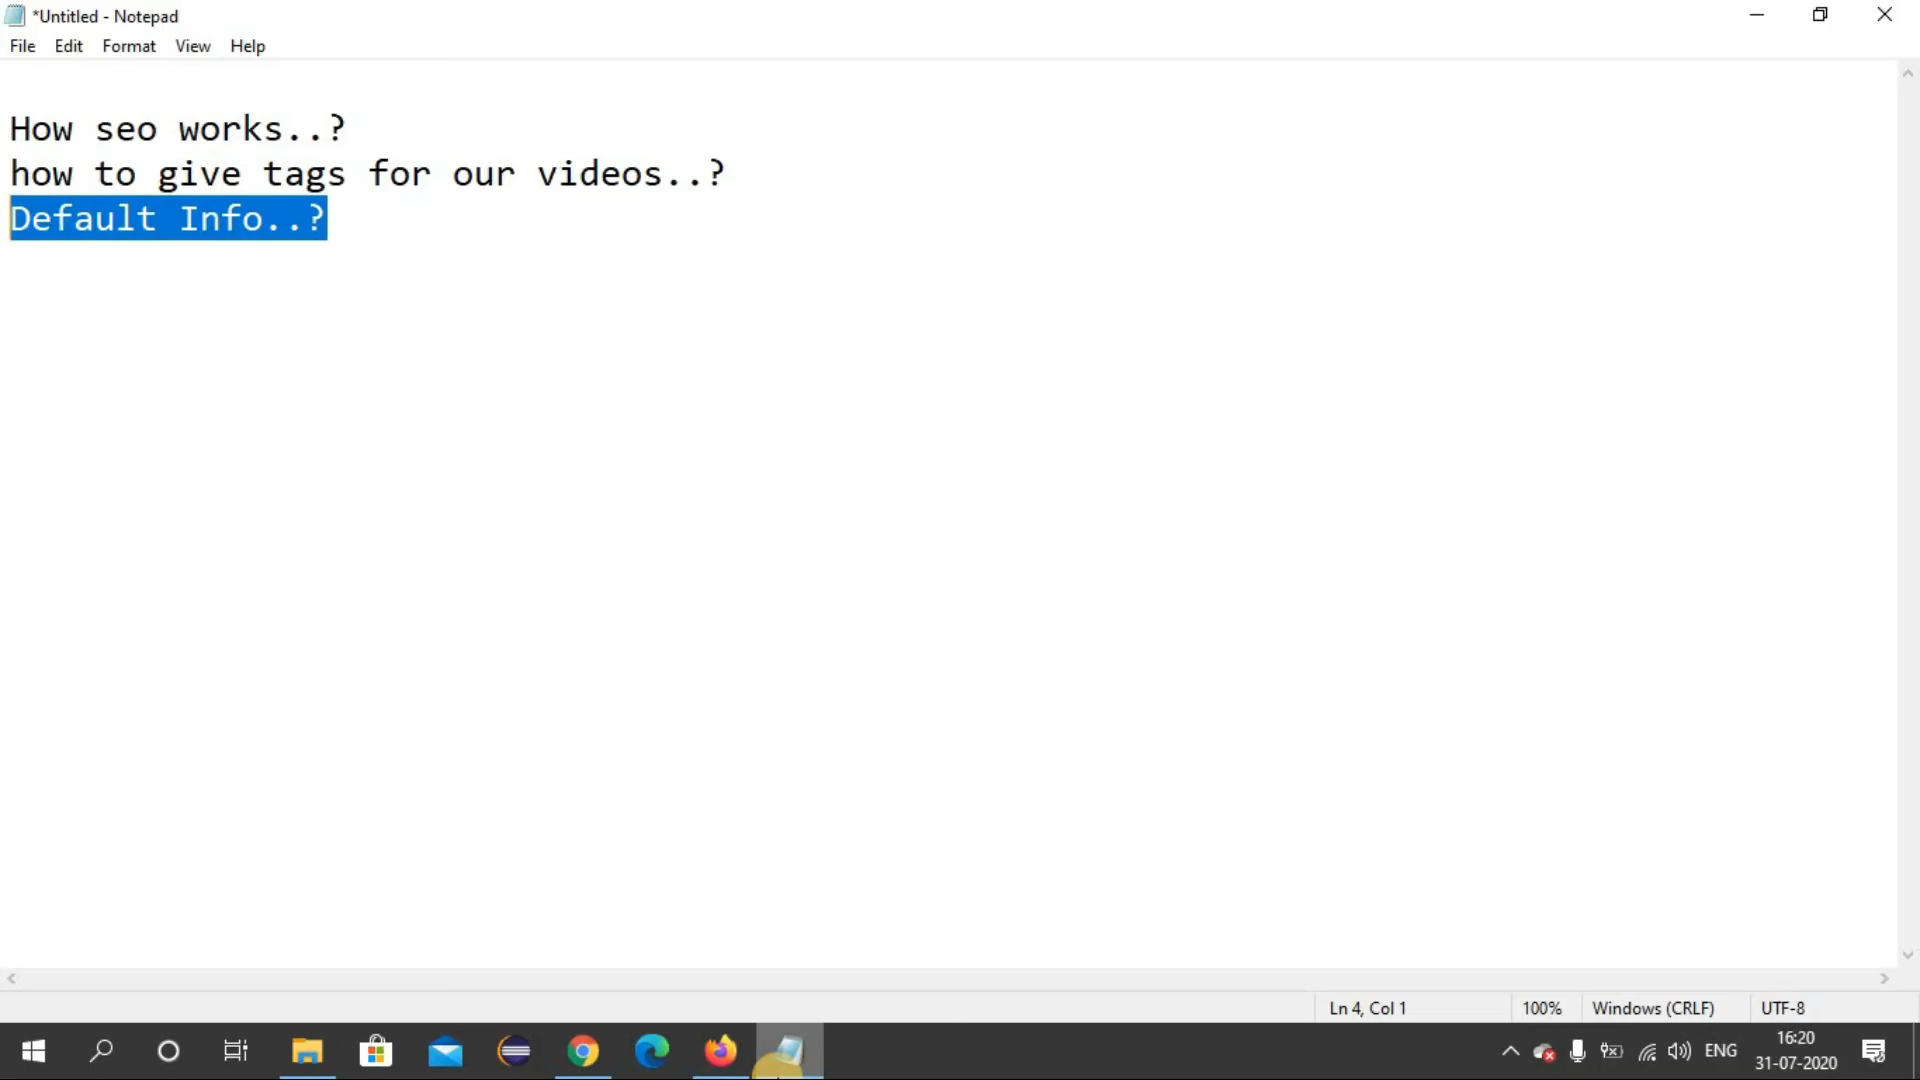 *Untitled - Notepad
File Edit Format View Help
How seo works..?
how to give tags for our videos..?
Default Info..?
Ln 4, Col 1 100% Windows (CRLF) UTF-8
ENG
16:20
31-07-2020